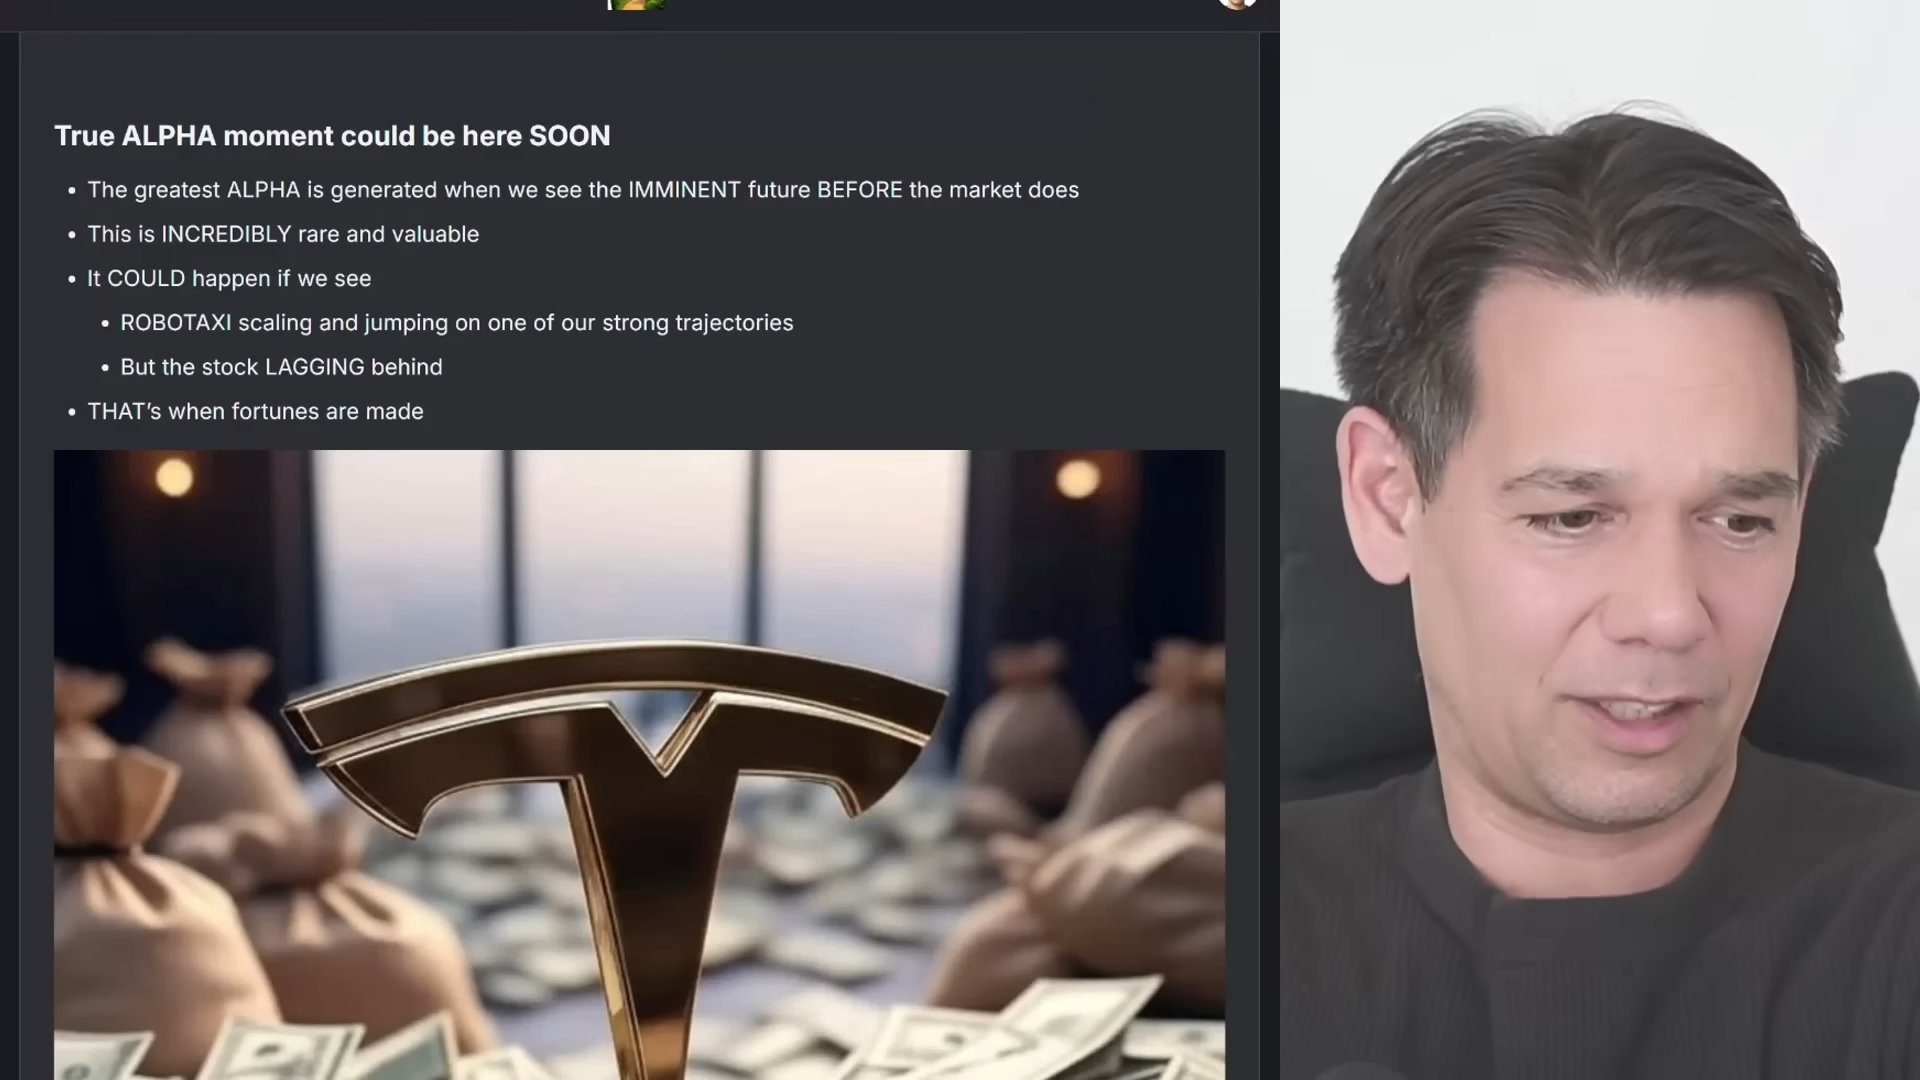 True ALPHA moment could be here SOON
The greatest ALPHA is generated when we see the IMMINENT future BEFORE the market does
This is INCREDIBLY rare and valuable
It COULD happen if we see
ROBOTAXI scaling and jumping on one of our strong trajectories
But the stock LAGGING behind
THAT’s when fortunes are made